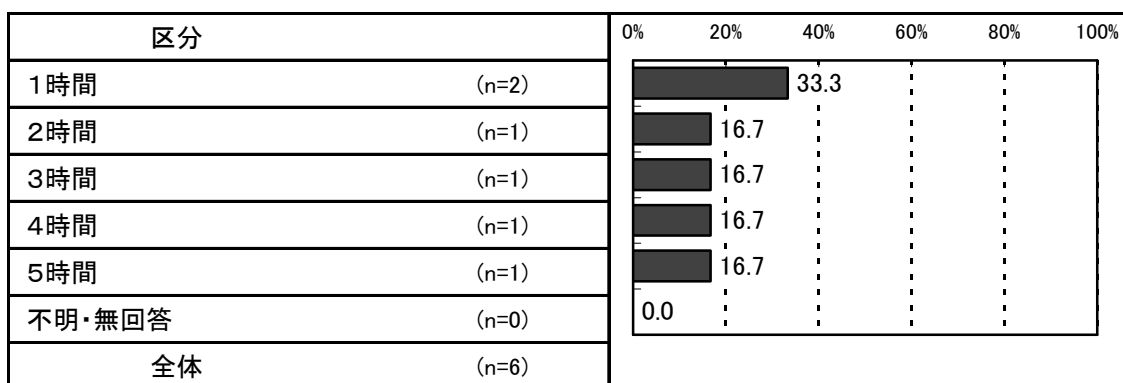 区分 0% 20% 40% 60% 80% 100%
１時間 (n=2) 33.3
２時間 (n=1) 16.7
３時間 (n=1) 16.7
４時間 (n=1) 16.7
５時間 (n=1) 16.7
不明・無回答 (n=0) 0.0
全体 (n=6)